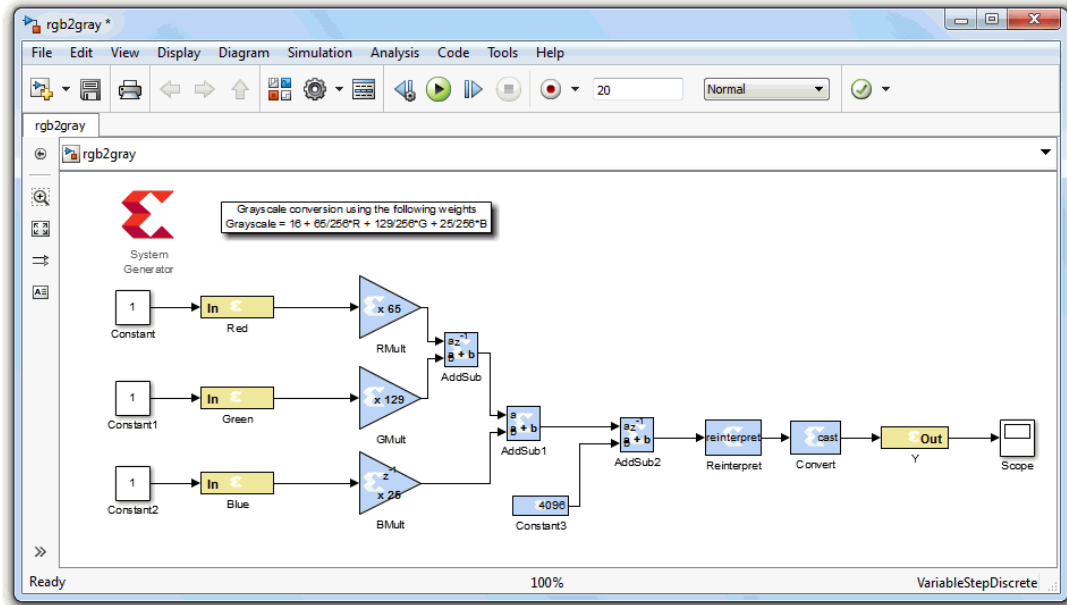 rgb2gray *
File Edit View Display Diagram Simulation Analysis Code Tools Help
20 Normal
rgb2gray
rgb2gray
Grayscale conversion using the following weights
Grayscale = 16 + 65/256*R + 129/256*G + 25/256*B
System
Generator
1
Constant
In
Red
x 65
RMult
az-1
a + b
AddSub
1
Constant1
In
Green
x 129
GMult
a
a + b
AddSub1
az-1
a + b
AddSub2
reinterpret
Reinterpret
cast
Convert
Out
Y
Scope
1
Constant2
In
Blue
z-1
x 25
BMult
4096
Constant3
Ready 100% VariableStepDiscrete